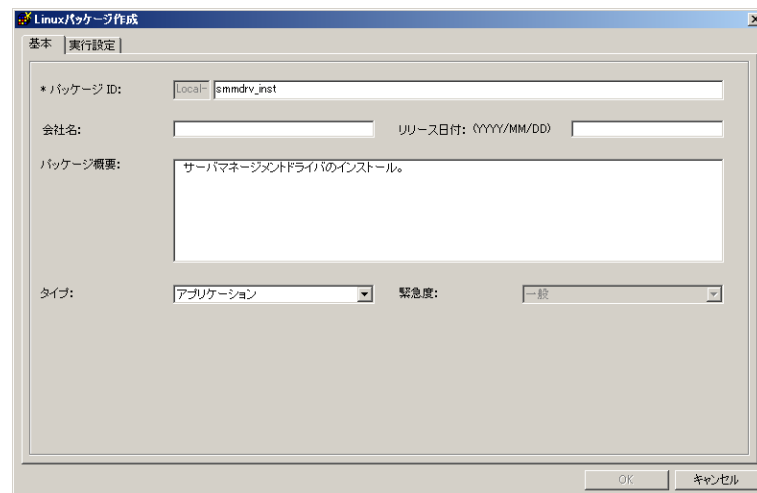 Linuxパッケージ作成
基本 実行設定
* パッケージ ID: Local- smmdrv_inst
会社名: リリース日付: (YYYY/MM/DD)
パッケージ概要: サーバマネージメントドライバのインストール。
タイプ: アプリケーション 緊急度: 一般
OK キャンセル